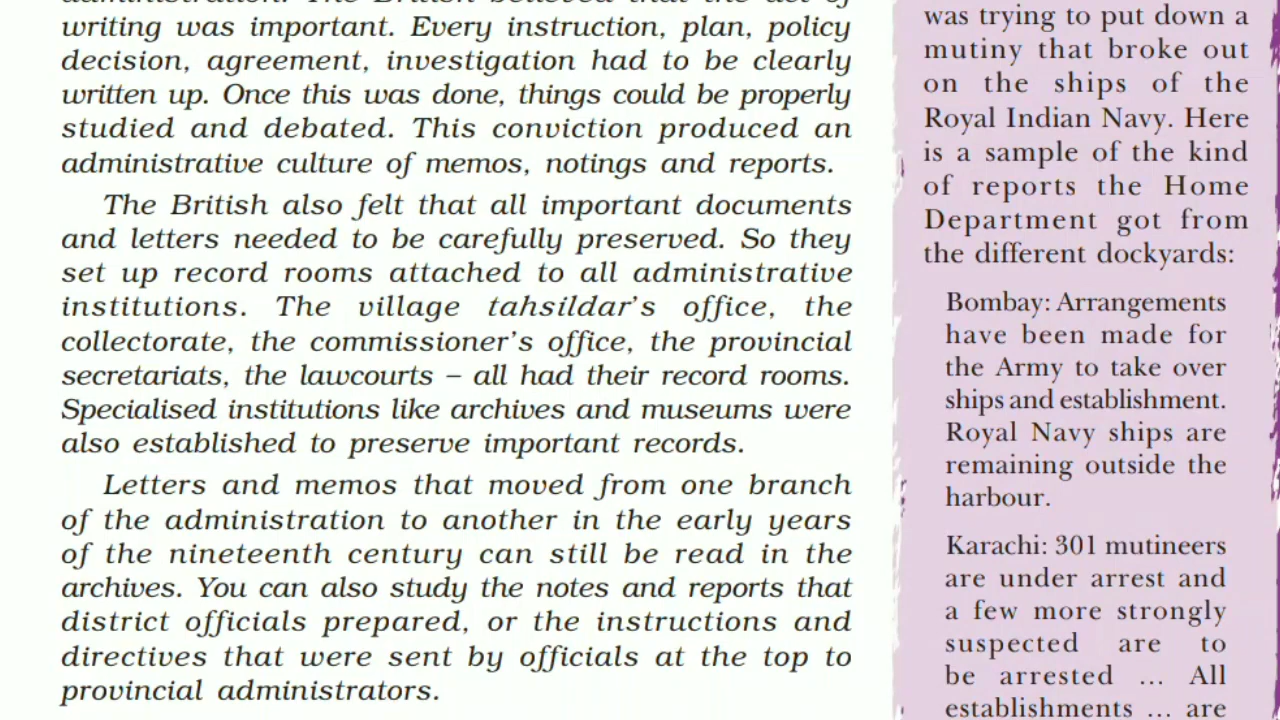 administration. The British believed that the act of
writing was important. Every instruction, plan, policy
decision, agreement, investigation had to be clearly
written up. Once this was done, things could be properly
studied and debated. This conviction produced an
administrative culture of memos, notings and reports.
The British also felt that all important documents
and letters needed to be carefully preserved. So they
set up record rooms attached to all administrative
institutions. The village tahsildar's office, the
collectorate, the commissioner's office, the provincial
secretariats, the lawcourts – all had their record rooms.
Specialised institutions like archives and museums were
also established to preserve important records.
Letters and memos that moved from one branch
of the administration to another in the early years
of the nineteenth century can still be read in the
archives. You can also study the notes and reports that
district officials prepared, or the instructions and
directives that were sent by officials at the top to
provincial administrators.
was trying to put down a
mutiny that broke out
on the ships of the
Royal Indian Navy. Here
is a sample of the kind
of reports the Home
Department got from
the different dockyards:
Bombay: Arrangements
have been made for
the Army to take over
ships and establishment.
Royal Navy ships are
remaining outside the
harbour.
Karachi: 301 mutineers
are under arrest and
a few more strongly
suspected are to
be arrested ... All
establishments ... are